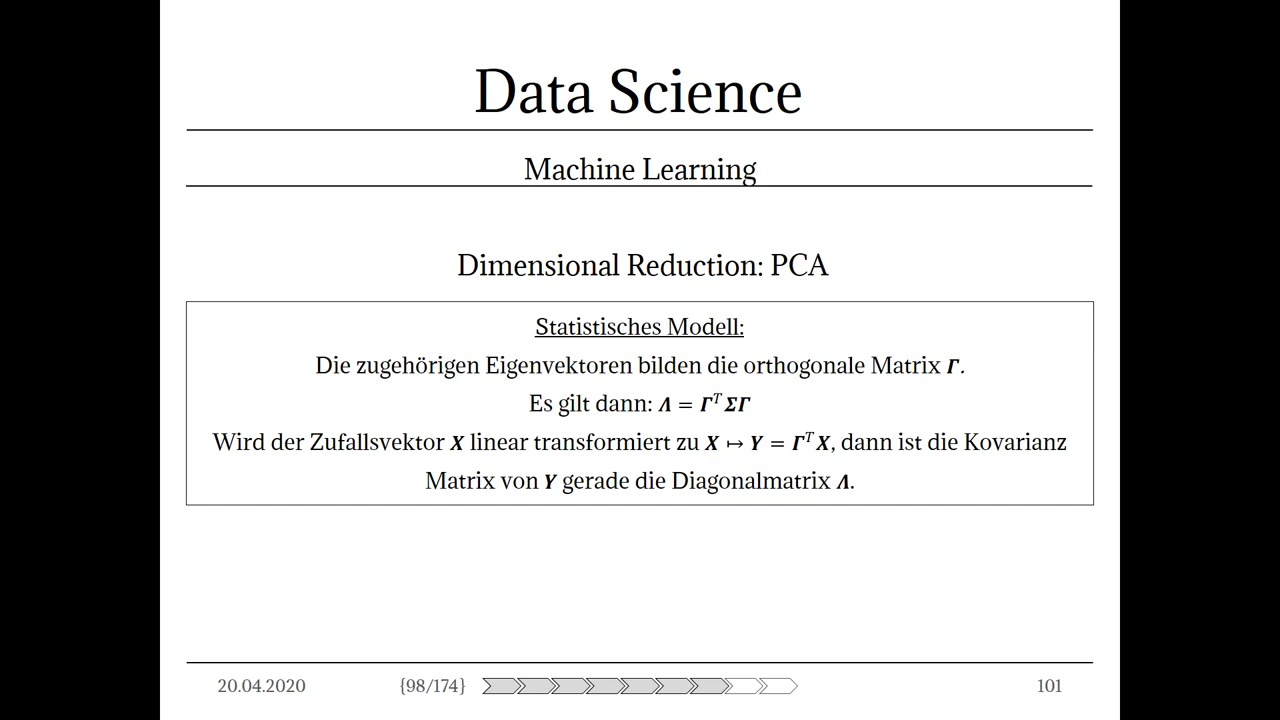 Data Science
Machine Learning
Dimensional Reduction: PCA
Statistisches Modell:
Die zugehörigen Eigenvektoren bilden die orthogonale Matrix 𝜞.
Es gilt dann: 𝜦 = 𝜞ᵀ𝜮𝜞
Wird der Zufallsvektor 𝑿 linear transformiert zu 𝑿 ↦ 𝒀 = 𝜞ᵀ𝑿, dann ist die Kovarianz
Matrix von 𝒀 gerade die Diagonalmatrix 𝜦.
20.04.2020 {98/174} 101